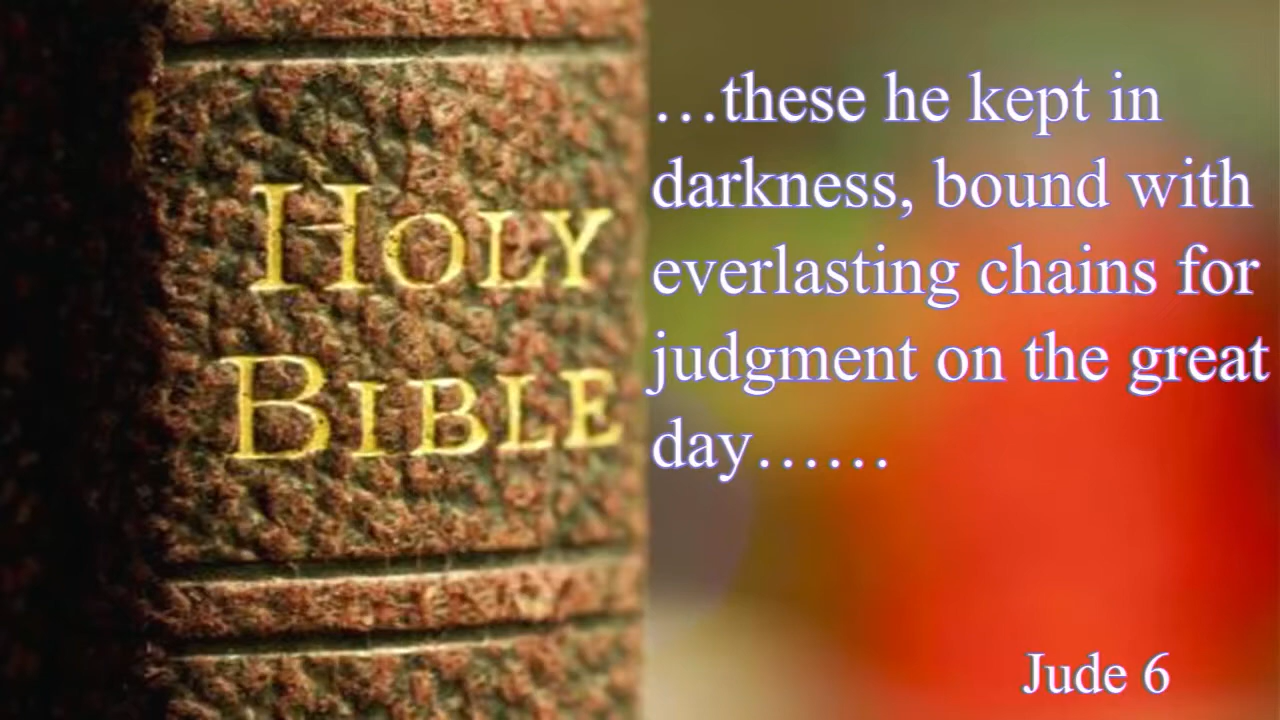 HOLY
BIBLE
…these he kept in
darkness, bound with
everlasting chains for
judgment on the great
day……
Jude 6